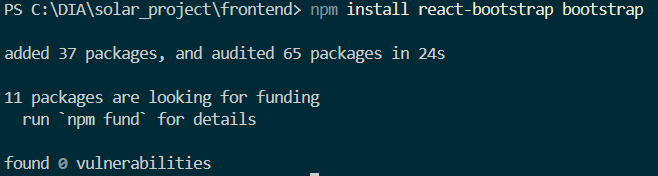 PS C:\DIA\solar_project\frontend> npm install react-bootstrap bootstrap
added 37 packages, and audited 65 packages in 24s
11 packages are looking for funding
  run `npm fund` for details
found 0 vulnerabilities